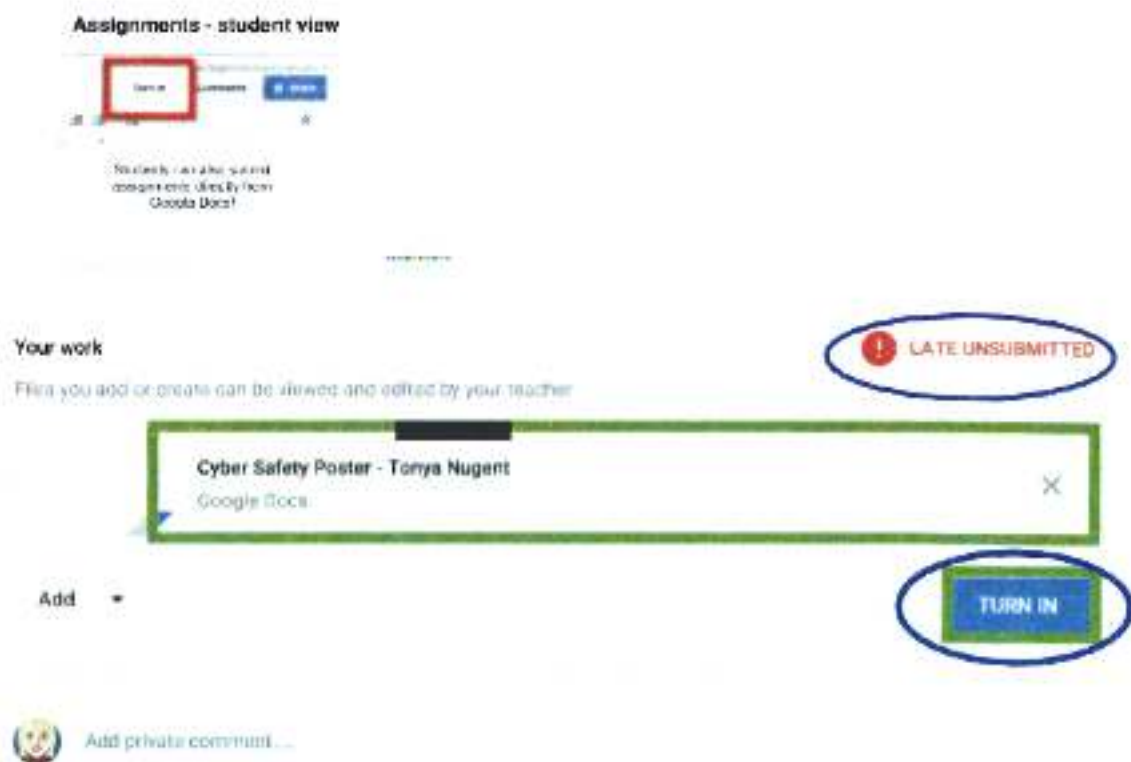 Assignments - student view
Turn in Comments Share
Students can also submit
assignments directly from
Google Docs!
Your work
LATE UNSUBMITTED
Files you add or create can be viewed and edited by your teacher
Cyber Safety Poster - Tonya Nugent
Google Docs
Add
TURN IN
Add private comment...